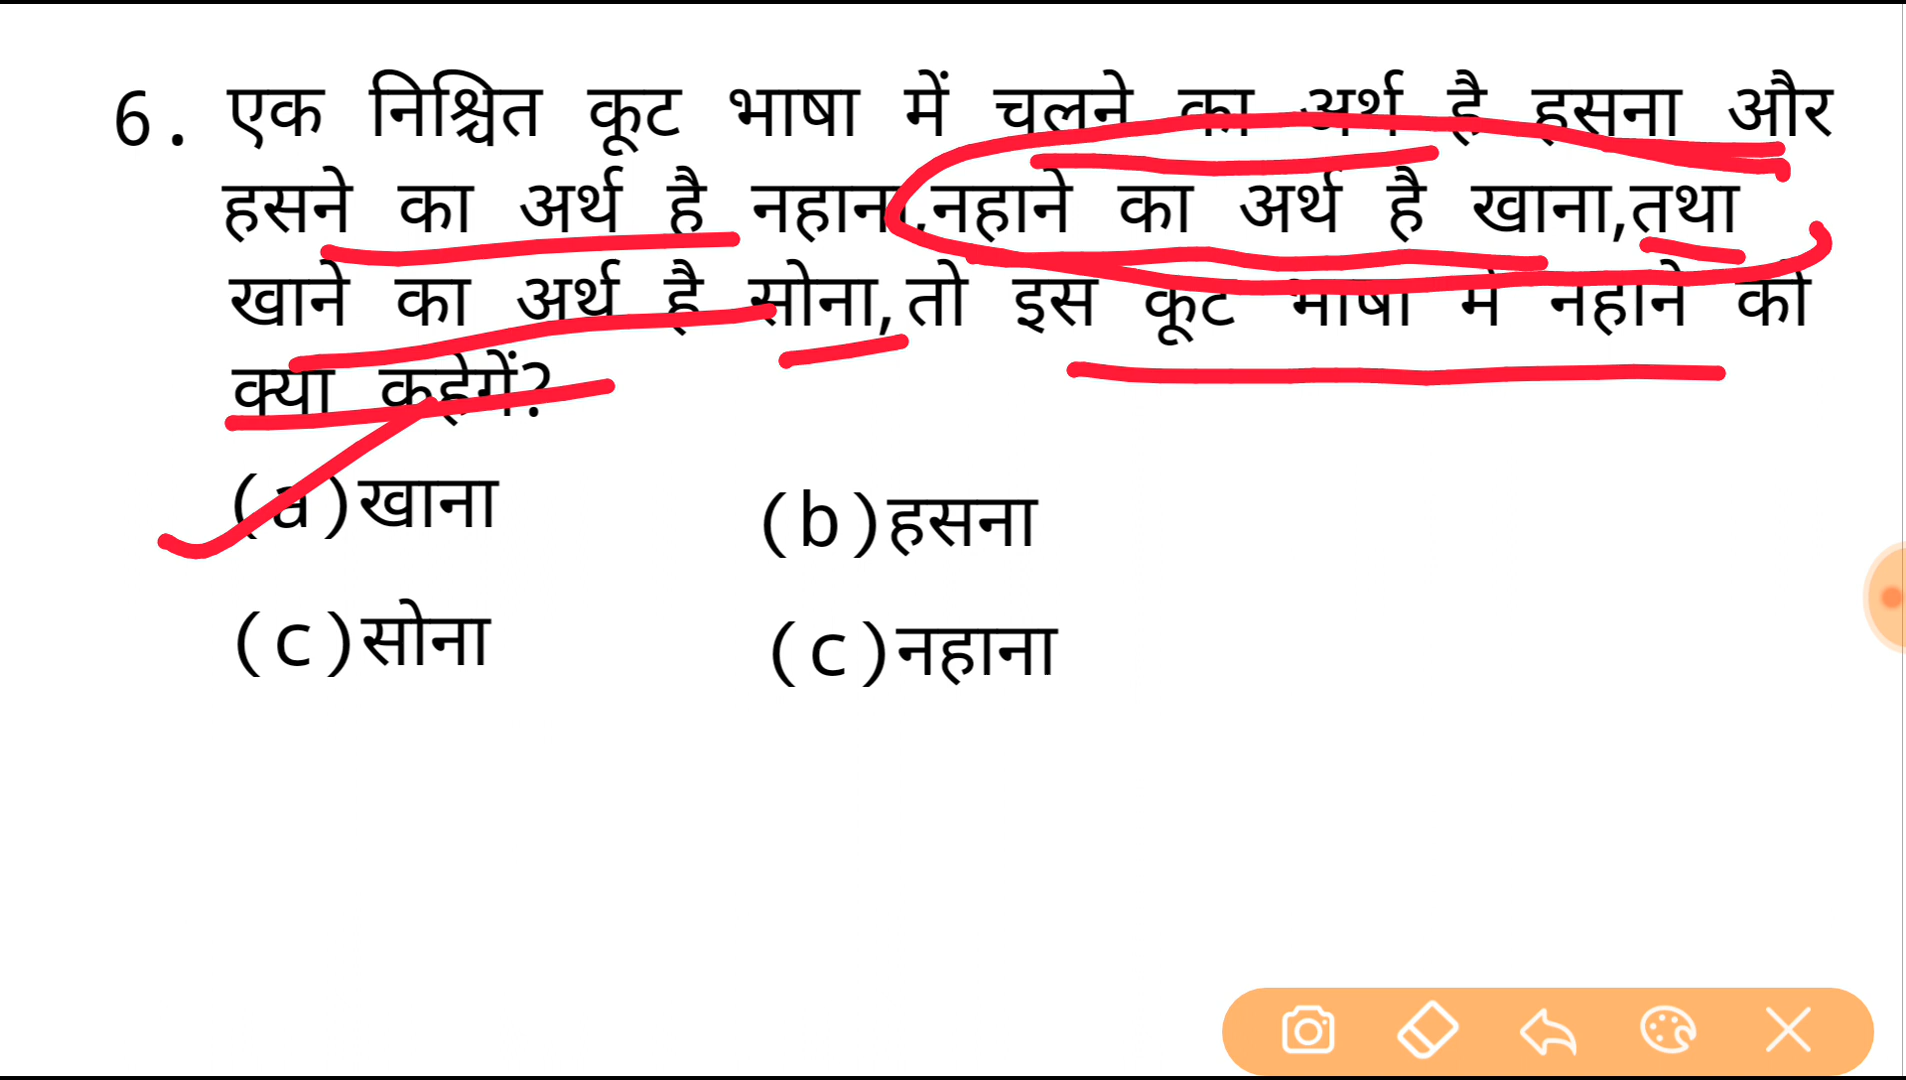 6. एक निश्चित कूट भाषा में चलने का अर्थ है हसना और
हसने का अर्थ है नहाना,नहाने का अर्थ है खाना,तथा
खाने का अर्थ है सोना,तो इस कूट भाषा में नहाने को
क्या कहेगें?
(a)खाना (b)हसना
(c)सोना (c)नहाना